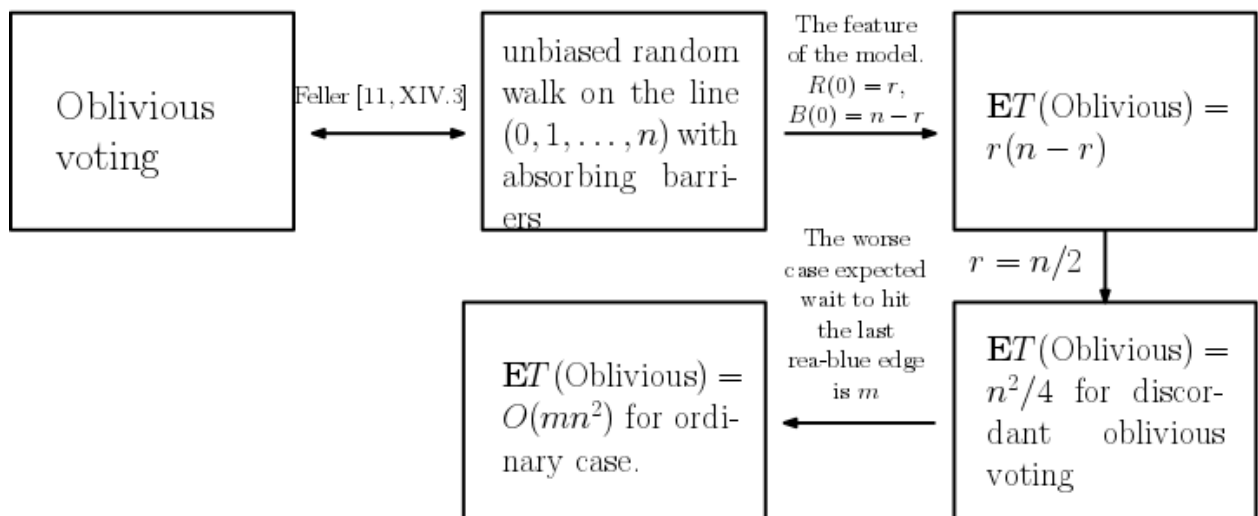 Oblivious
voting
Feller [11, XIV.3]
unbiased random
walk on the line
(0, 1, . . . , n) with
absorbing barri-
ers
The feature
of the model.
R(0) = r,
B(0) = n − r
ET(Oblivious) =
r(n − r)
r = n/2
ET(Oblivious) =
n²/4 for discor-
dant oblivious
voting
The worse
case expected
wait to hit
the last
rea-blue edge
is m
ET(Oblivious) =
O(mn²) for ordi-
nary case.